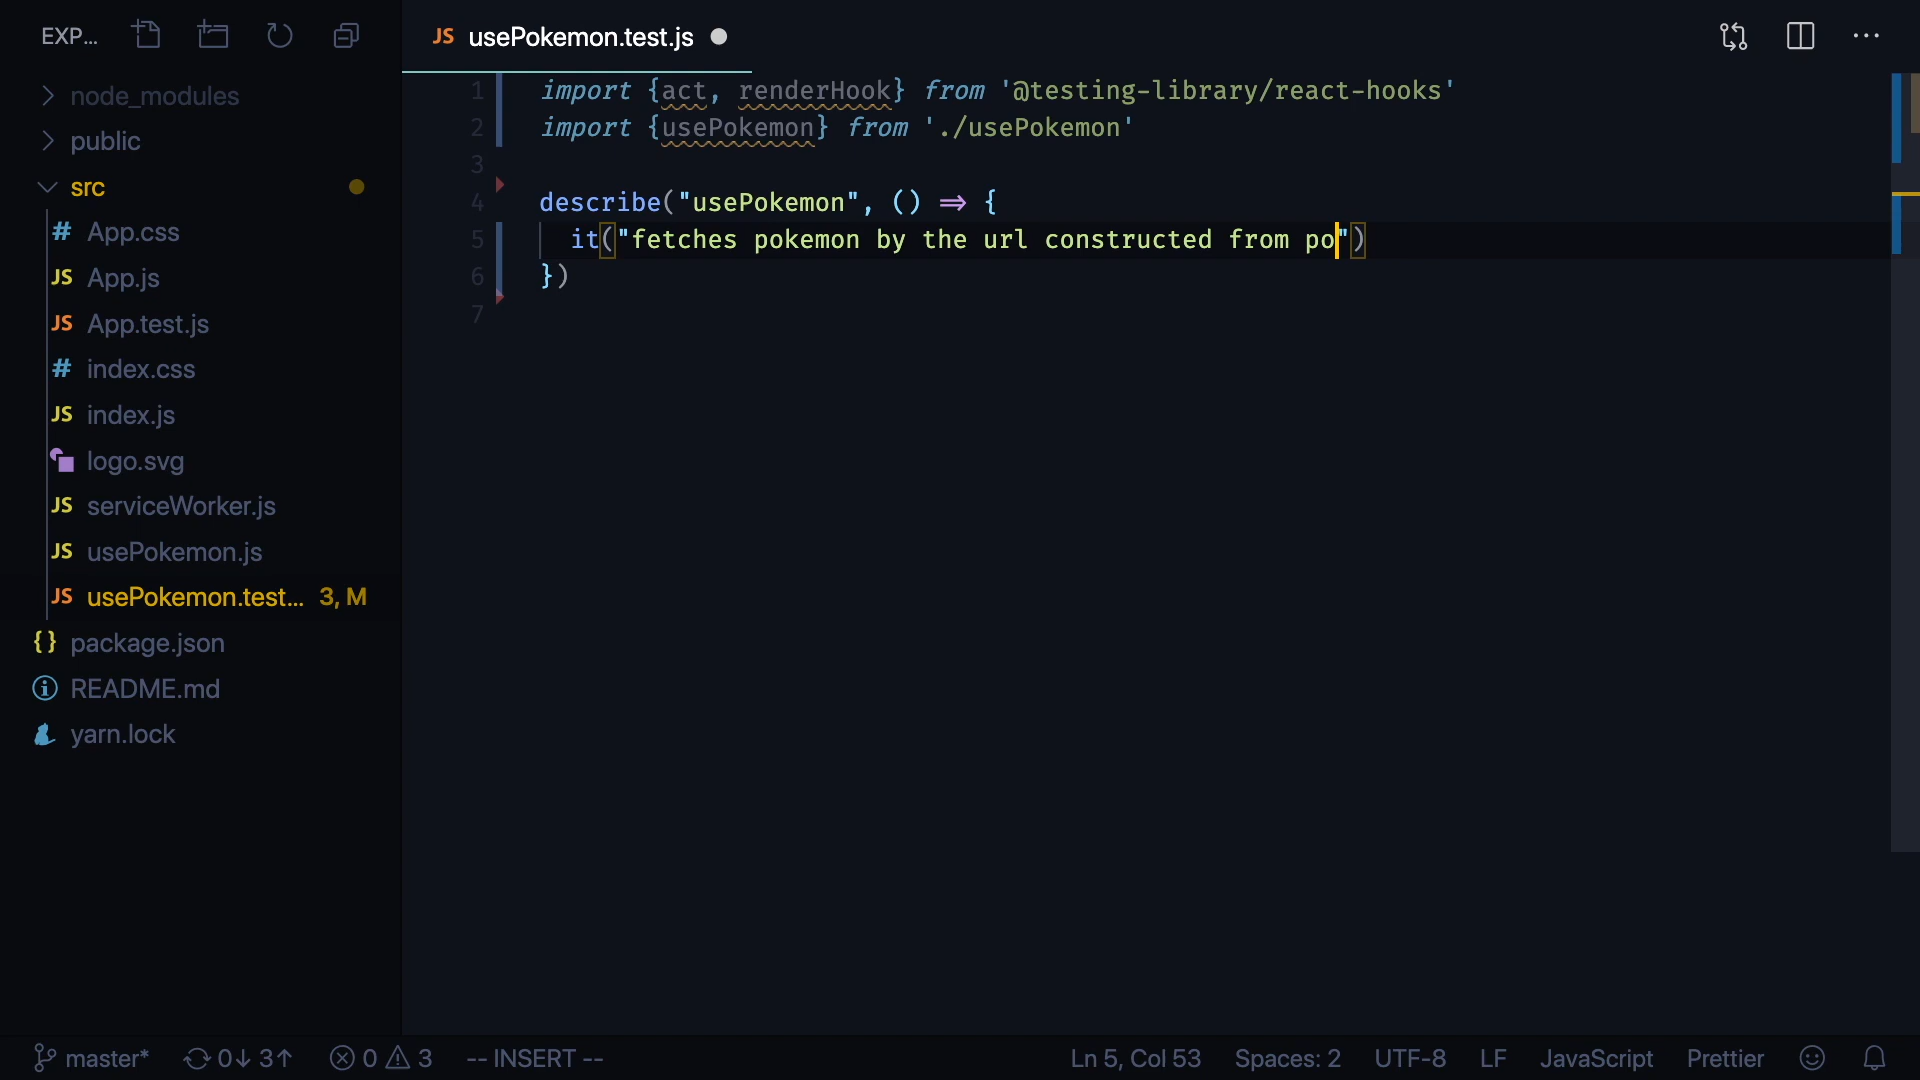 EXP...
node_modules
public
src
# App.css
JS App.js
JS App.test.js
# index.css
JS index.js
logo.svg
JS serviceWorker.js
JS usePokemon.js
JS usePokemon.test... 3, M
{} package.json
README.md
yarn.lock
JS usePokemon.test.js
1 import {act, renderHook} from '@testing-library/react-hooks'
2 import {usePokemon} from './usePokemon'
3
4 describe("usePokemon", () ⇒ {
5 it("fetches pokemon by the url constructed from po")
6 })
7
master* 0↓ 3↑ 0 3 -- INSERT -- Ln 5, Col 53 Spaces: 2 UTF-8 LF JavaScript Prettier